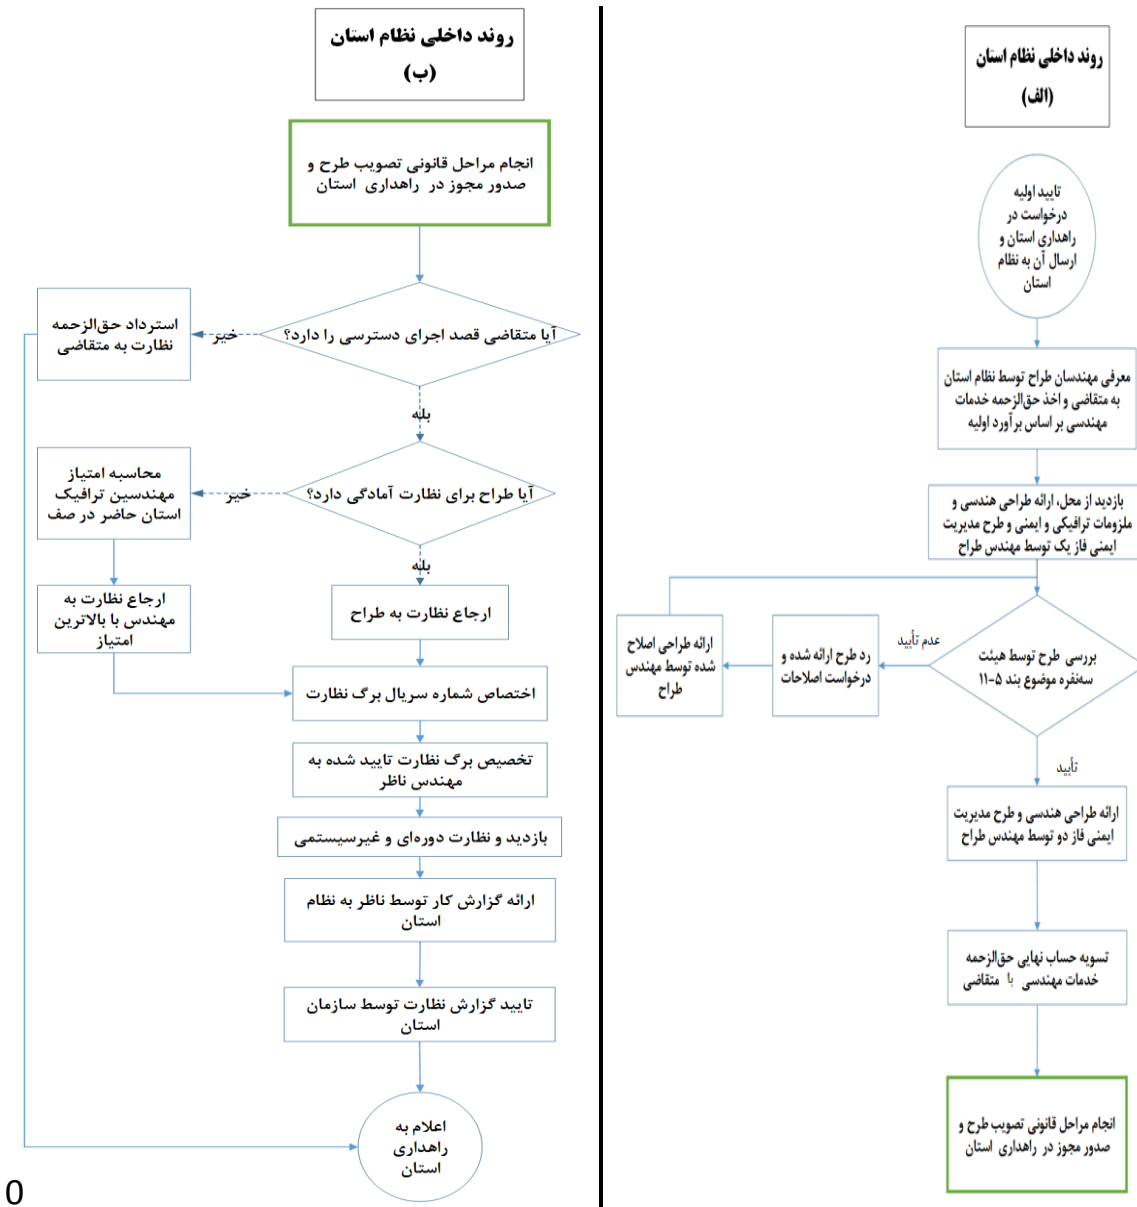 روند داخلی نظام استان
(الف)
تایید اولیه
درخواست در
راهداری استان و
ارسال آن به نظام
استان
معرفی مهندسان طراح توسط نظام استان
به متقاضی و اخذ حق‌الزحمه خدمات
مهندسی بر اساس برآورد اولیه
بازدید از محل، ارائه طراحی هندسی و
ملزومات ترافیکی و ایمنی و طرح مدیریت
ایمنی فاز یک توسط مهندس طراح
بررسی طرح توسط هیئت
سه‌نفره موضوع بند ۵-۱۱
عدم تأیید
رد طرح ارائه شده و
درخواست اصلاحات
ارائه طراحی اصلاح
شده توسط مهندس
طراح
تأیید
ارائه طراحی هندسی و طرح مدیریت
ایمنی فاز دو توسط مهندس طراح
تسویه حساب نهایی حق‌الزحمه
خدمات مهندسی با متقاضی
انجام مراحل قانونی تصویب طرح و
صدور مجوز در راهداری استان
روند داخلی نظام استان
(ب)
انجام مراحل قانونی تصویب طرح و
صدور مجوز در راهداری استان
آیا متقاضی قصد اجرای دسترسی را دارد؟
خیر
استرداد حق‌الزحمه
نظارت به متقاضی
بله
آیا طراح برای نظارت آمادگی دارد؟
خیر
محاسبه امتیاز
مهندسین ترافیک
استان حاضر در صف
ارجاع نظارت به
مهندس با بالاترین
امتیاز
بله
ارجاع نظارت به طراح
اختصاص شماره سریال برگ نظارت
تخصیص برگ نظارت تایید شده به
مهندس ناظر
بازدید و نظارت دوره‌ای و غیرسیستمی
ارائه گزارش کار توسط ناظر به نظام
استان
تایید گزارش نظارت توسط سازمان
استان
اعلام به
راهداری
استان
0